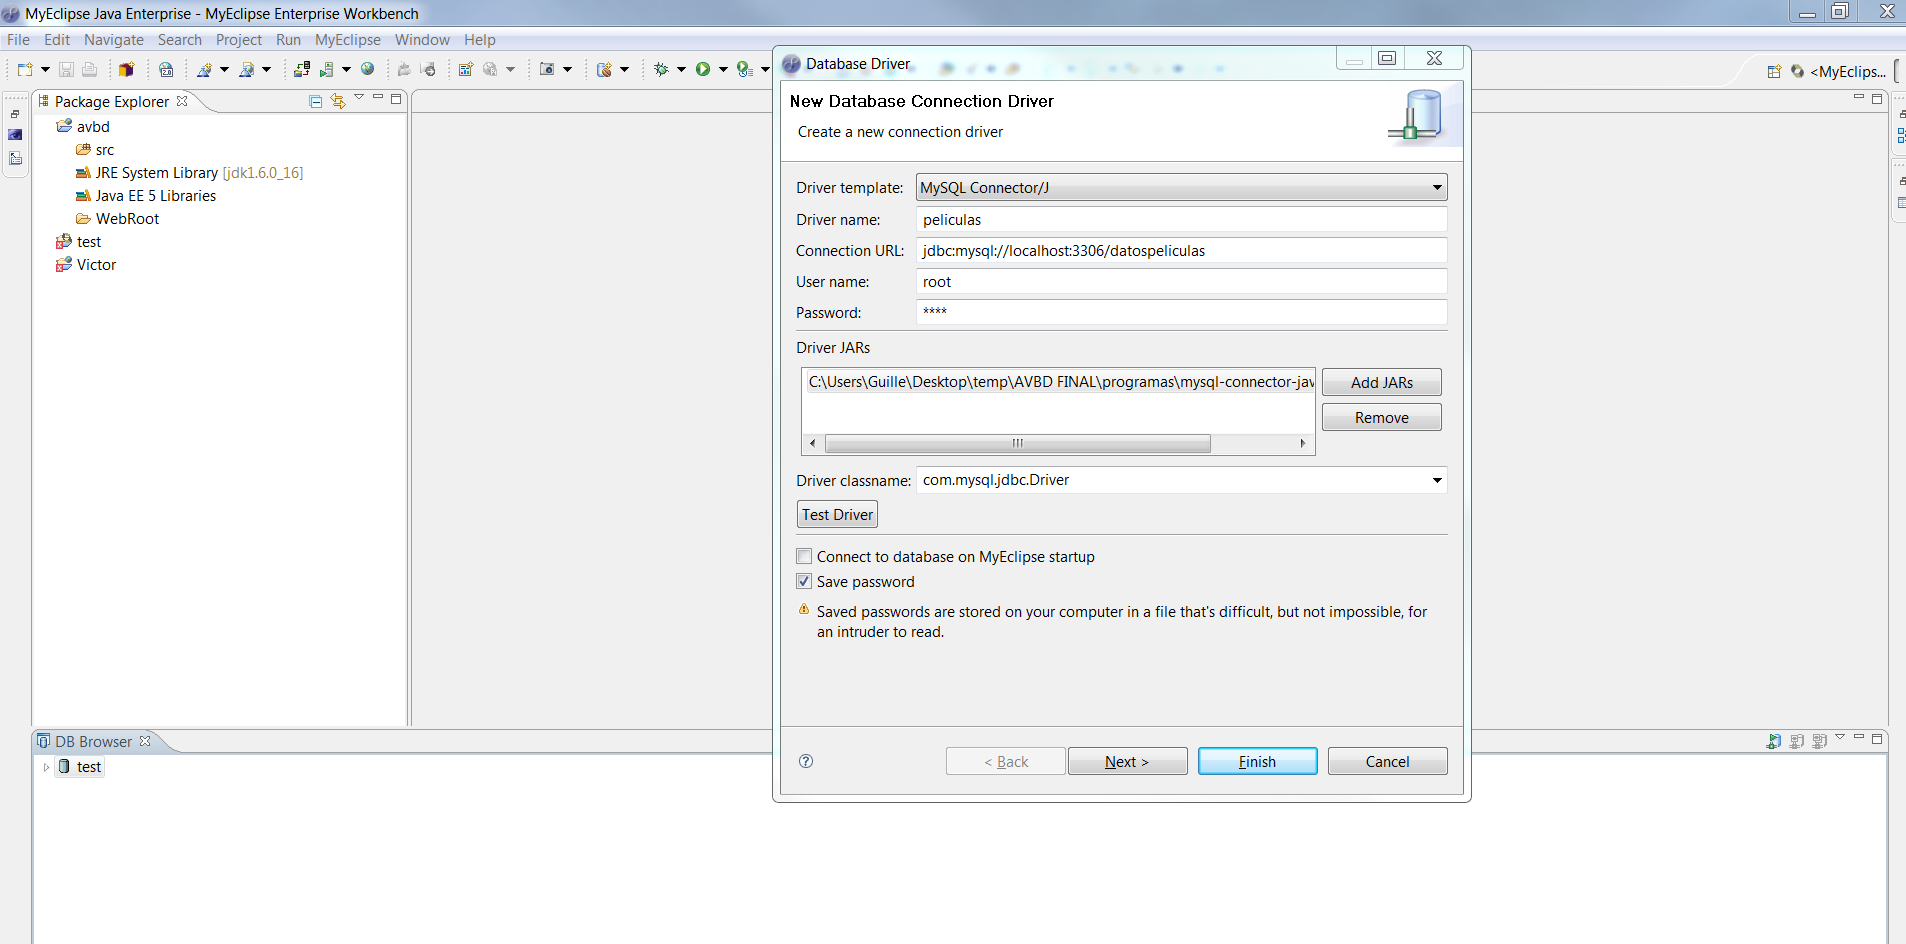 MyEclipse Java Enterprise - MyEclipse Enterprise Workbench
File Edit Navigate Search Project Run MyEclipse Window Help
<MyEclips...
Package Explorer
avbd
src
JRE System Library [jdk1.6.0_16]
Java EE 5 Libraries
WebRoot
test
Victor
Database Driver
New Database Connection Driver
Create a new connection driver
Driver template: MySQL Connector/J
Driver name: peliculas
Connection URL: jdbc:mysql://localhost:3306/datospeliculas
User name: root
Password: ****
Driver JARs
C:\Users\Guille\Desktop\temp\AVBD FINAL\programas\mysql-connector-jav
Add JARs
Remove
Driver classname: com.mysql.jdbc.Driver
Test Driver
Connect to database on MyEclipse startup
Save password
Saved passwords are stored on your computer in a file that's difficult, but not impossible, for
an intruder to read.
< Back Next > Finish Cancel
DB Browser
test